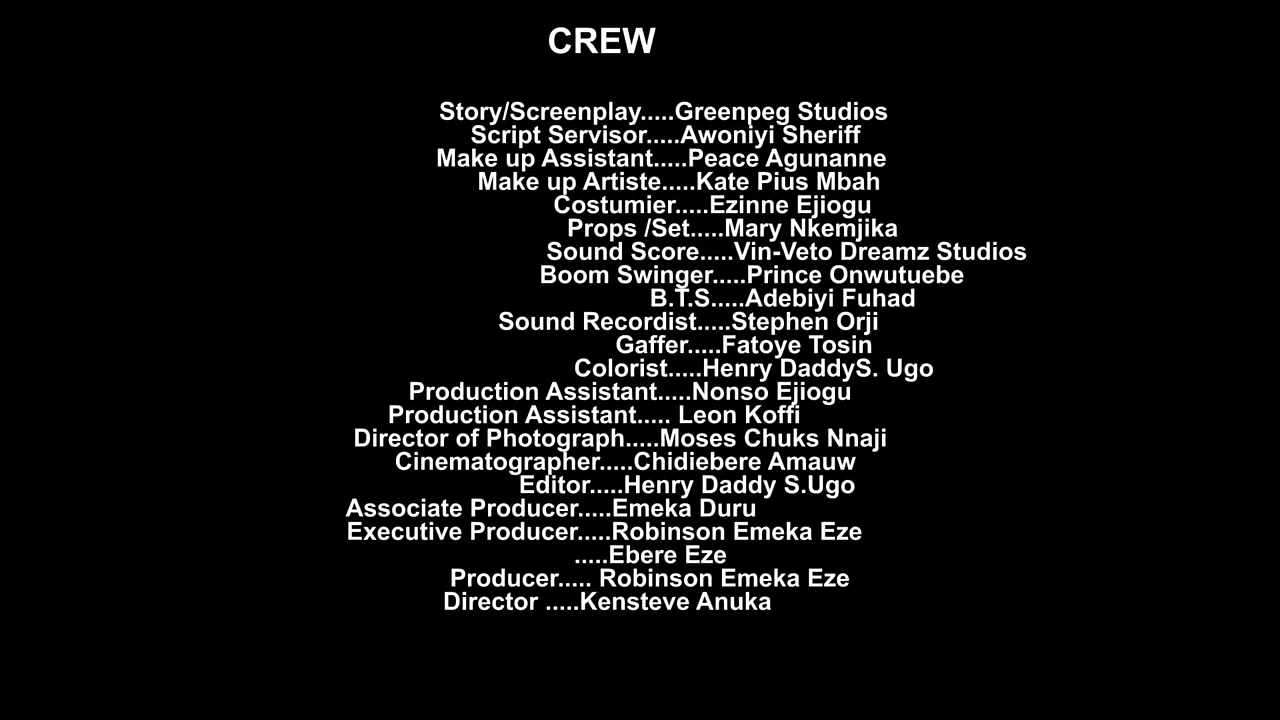 CREW
Story/Screenplay.....Greenpeg Studios
Script Servisor.....Awoniyi Sheriff
Make up Assistant.....Peace Agunanne
Make up Artiste.....Kate Pius Mbah
Costumier.....Ezinne Ejiogu
Props /Set.....Mary Nkemjika
Sound Score.....Vin-Veto Dreamz Studios
Boom Swinger.....Prince Onwutuebe
B.T.S.....Adebiyi Fuhad
Sound Recordist.....Stephen Orji
Gaffer.....Fatoye Tosin
Colorist.....Henry DaddyS. Ugo
Production Assistant.....Nonso Ejiogu
Production Assistant..... Leon Koffi
Director of Photograph.....Moses Chuks Nnaji
Cinematographer.....Chidiebere Amauw
Editor.....Henry Daddy S.Ugo
Associate Producer.....Emeka Duru
Executive Producer.....Robinson Emeka Eze
.....Ebere Eze
Producer..... Robinson Emeka Eze
Director .....Kensteve Anuka